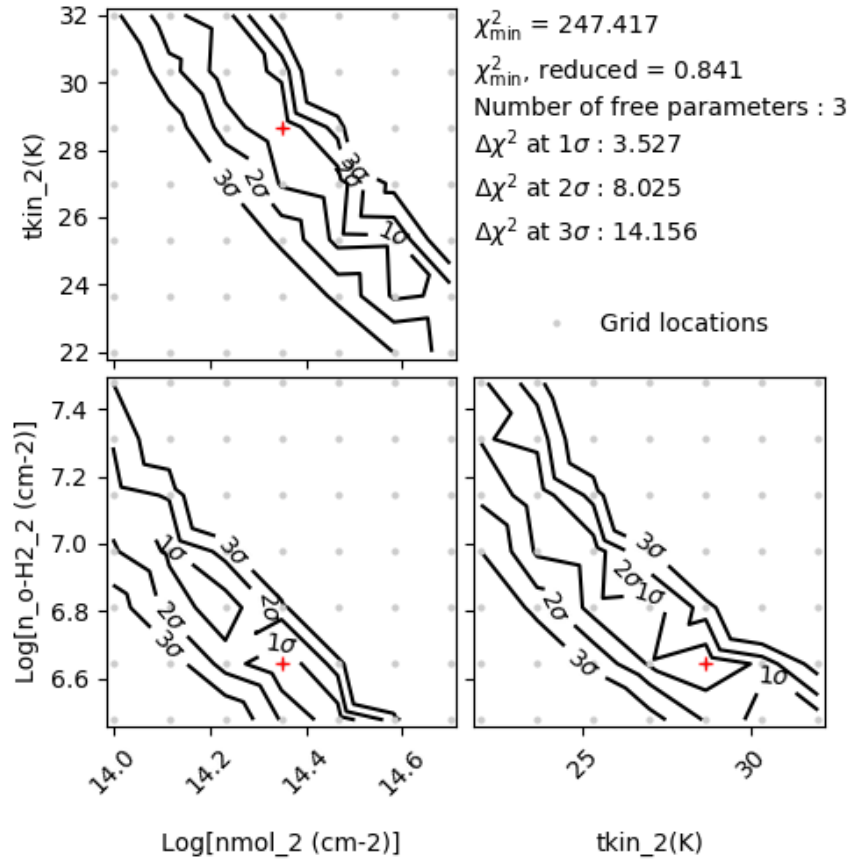 χ²min = 247.417
χ²min, reduced = 0.841
Number of free parameters : 3
Δχ² at 1σ : 3.527
Δχ² at 2σ : 8.025
Δχ² at 3σ : 14.156
Grid locations
tkin_2(K)
32
30
28
26
24
22
3σ
2σ
3σ
2σ
1σ
Log[n_o-H2_2 (cm-2)]
7.4
7.2
7.0
6.8
6.6
1σ
3σ
2σ
2σ
3σ
1σ
3σ
2σ
1σ
2σ
3σ
1σ
14.0
14.2
14.4
14.6
25
30
Log[nmol_2 (cm-2)]
tkin_2(K)